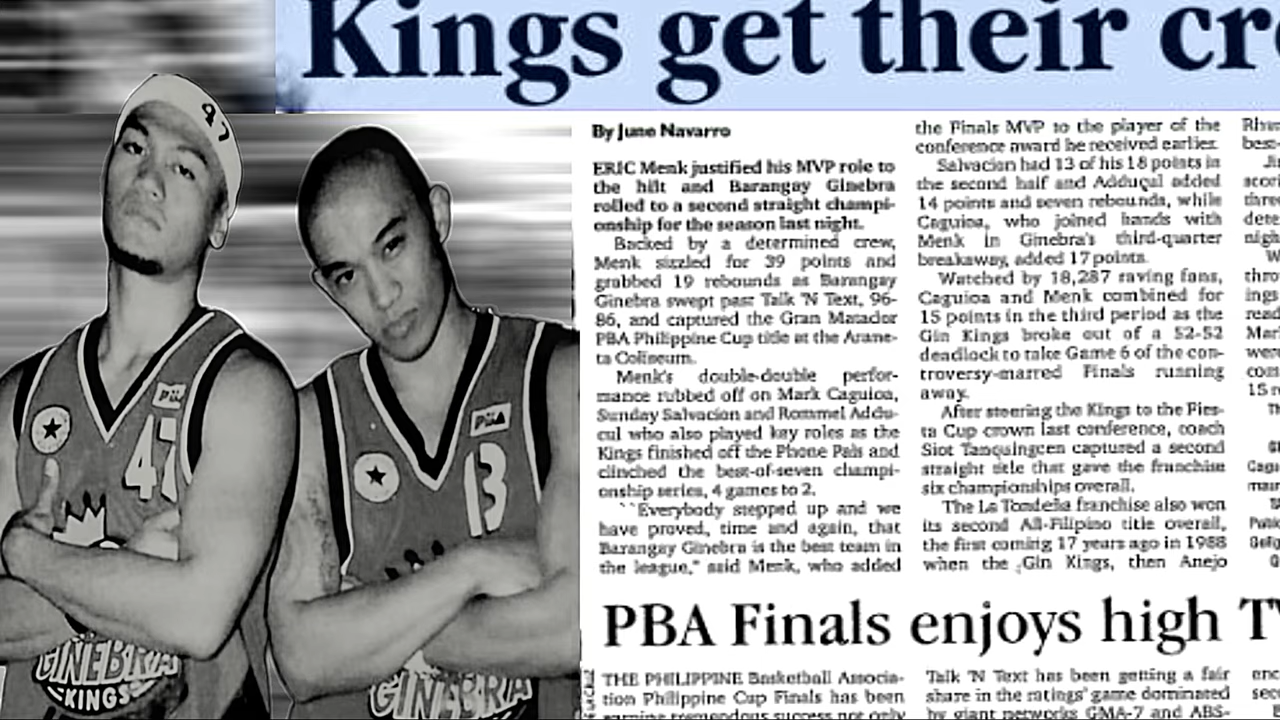 Kings get their cr
By June Navarro
ERIC Menk justified his MVP role to
the hilt and Barangay Ginebra
rolled to a second straight champi-
onship for the season last night.
Backed by a determined crew,
Menk sizzled for 39 points and
grabbed 19 rebounds as Barangay
Ginebra swept past Talk 'N Text, 96-
86, and captured the Gran Matador
PBA Philippine Cup title at the Arane-
ta Coliseum.
Menk's double-double perfor-
mance rubbed off on Mark Caguioa,
Sunday Salvacion and Rommel Addu-
cul who also played key roles as the
Kings finished off the Phone Pals and
clinched the best-of-seven champi-
onship series, 4 games to 2.
``Everybody stepped up and we
have proved, time and again, that
Barangay Ginebra is the best team in
the league," said Menk, who added
the Finals MVP to the player of the
conference award he received earlier.
Salvacion had 13 of his 18 points in
the second half and Adduçul added
14 points and seven rebounds, while
Caguioa, who joined hands with
Menk in Ginebra's third-quarter
breakaway, added 17 points.
Watched by 18,287 raving fans,
Caguioa and Menk combined for
15 points in the third period as the
Gin Kings broke out of a 52-52
deadlock to take Game 6 of the con-
troversy-marred Finals running
away.
After steering the Kings to the Fies-
ta Cup crown last conference, coach
Siot Tanquingcen captured a second
straight title that gave the franchise
six championships overall.
The La Tondeña franchise also won
its second All-Filipino title overall,
the first coming 17 years ago in 1988
when the Gin Kings, then Anejo
PBA Finals enjoys high T
THE PHILIPPINE Basketball Associa-
tion Philippine Cup Finals has been
earning tremendous success not only
Talk 'N Text has been getting a fair
share in the ratings' game dominated
by giant networks GMA-7 and ABS-
47
PBA
47
GINEBRA
KINGS
PBA
13
GINEBRA